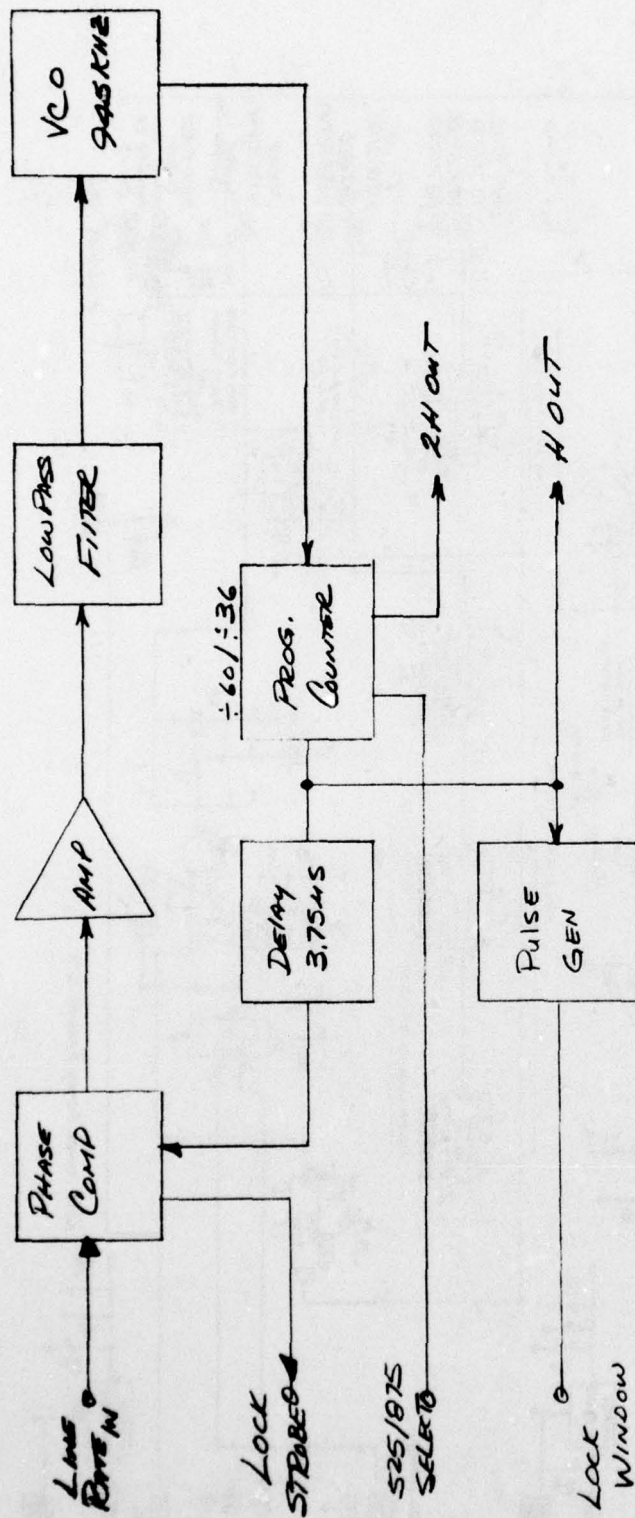 LINE
RATE IN
PHASE
COMP
AMP
LOW PASS
FILTER
VCO
945KHZ
LOCK
STROBE
DELAY
3.75µS
÷60/÷36
PROG.
COUNTER
2H OUT
525/875
SELECT
H OUT
PULSE
GEN
LOCK
WINDOW